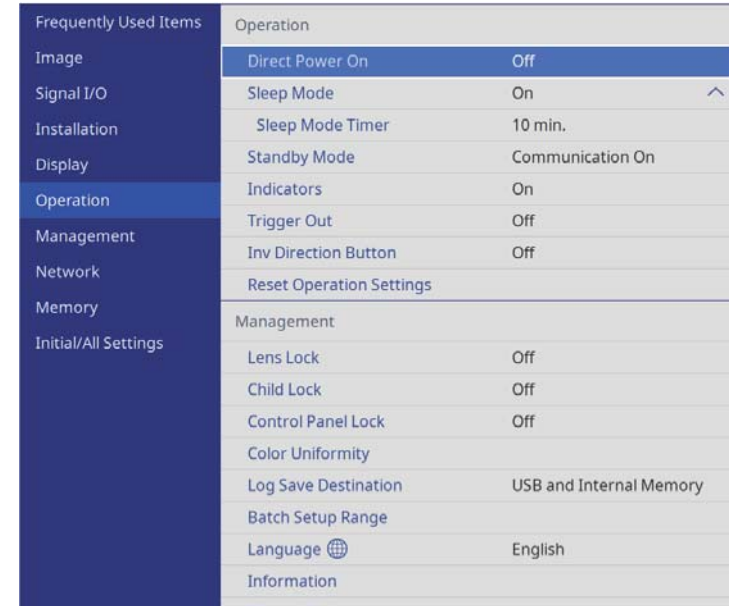 Frequently Used Items
Image
Signal I/O
Installation
Display
Operation
Management
Network
Memory
Initial/All Settings
Operation
Direct Power On Off
Sleep Mode On
Sleep Mode Timer 10 min.
Standby Mode Communication On
Indicators On
Trigger Out Off
Inv Direction Button Off
Reset Operation Settings
Management
Lens Lock Off
Child Lock Off
Control Panel Lock Off
Color Uniformity
Log Save Destination USB and Internal Memory
Batch Setup Range
Language English
Information